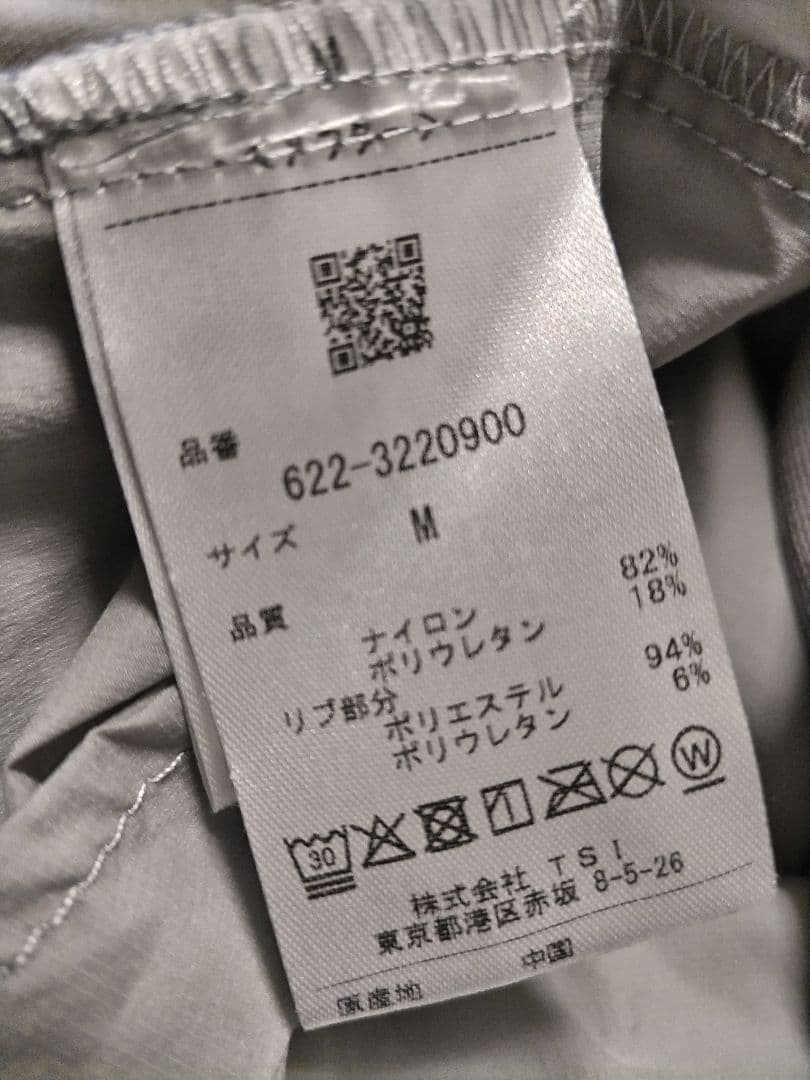 品番 622-3220900
サイズ M
品質
ナイロン 82%
ポリウレタン 18%
リブ部分
ポリエステル 94%
ポリウレタン 6%
30
W
株式会社 TSI
東京都港区赤坂 8-5-26
原産地 中国